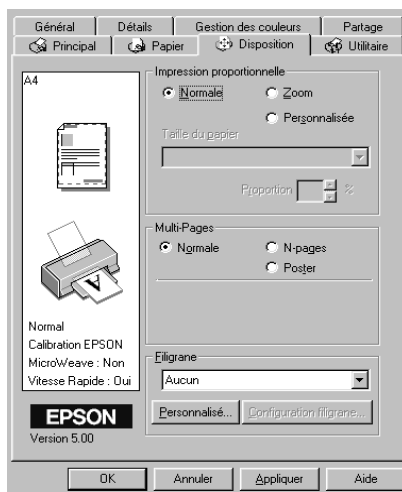 Général Détails Gestion des couleurs Partage
Principal Papier Disposition Utilitaire
A4
Impression proportionnelle
Normale Zoom
Personnalisée
Taille du papier
Proportion %
Multi-Pages
Normale N-pages
Poster
Normal
Calibration EPSON
MicroWeave : Non
Vitesse Rapide : Oui
Filigrane
Aucun
Personnalisé... Configuration filigrane...
EPSON
Version 5.00
OK Annuler Appliquer Aide